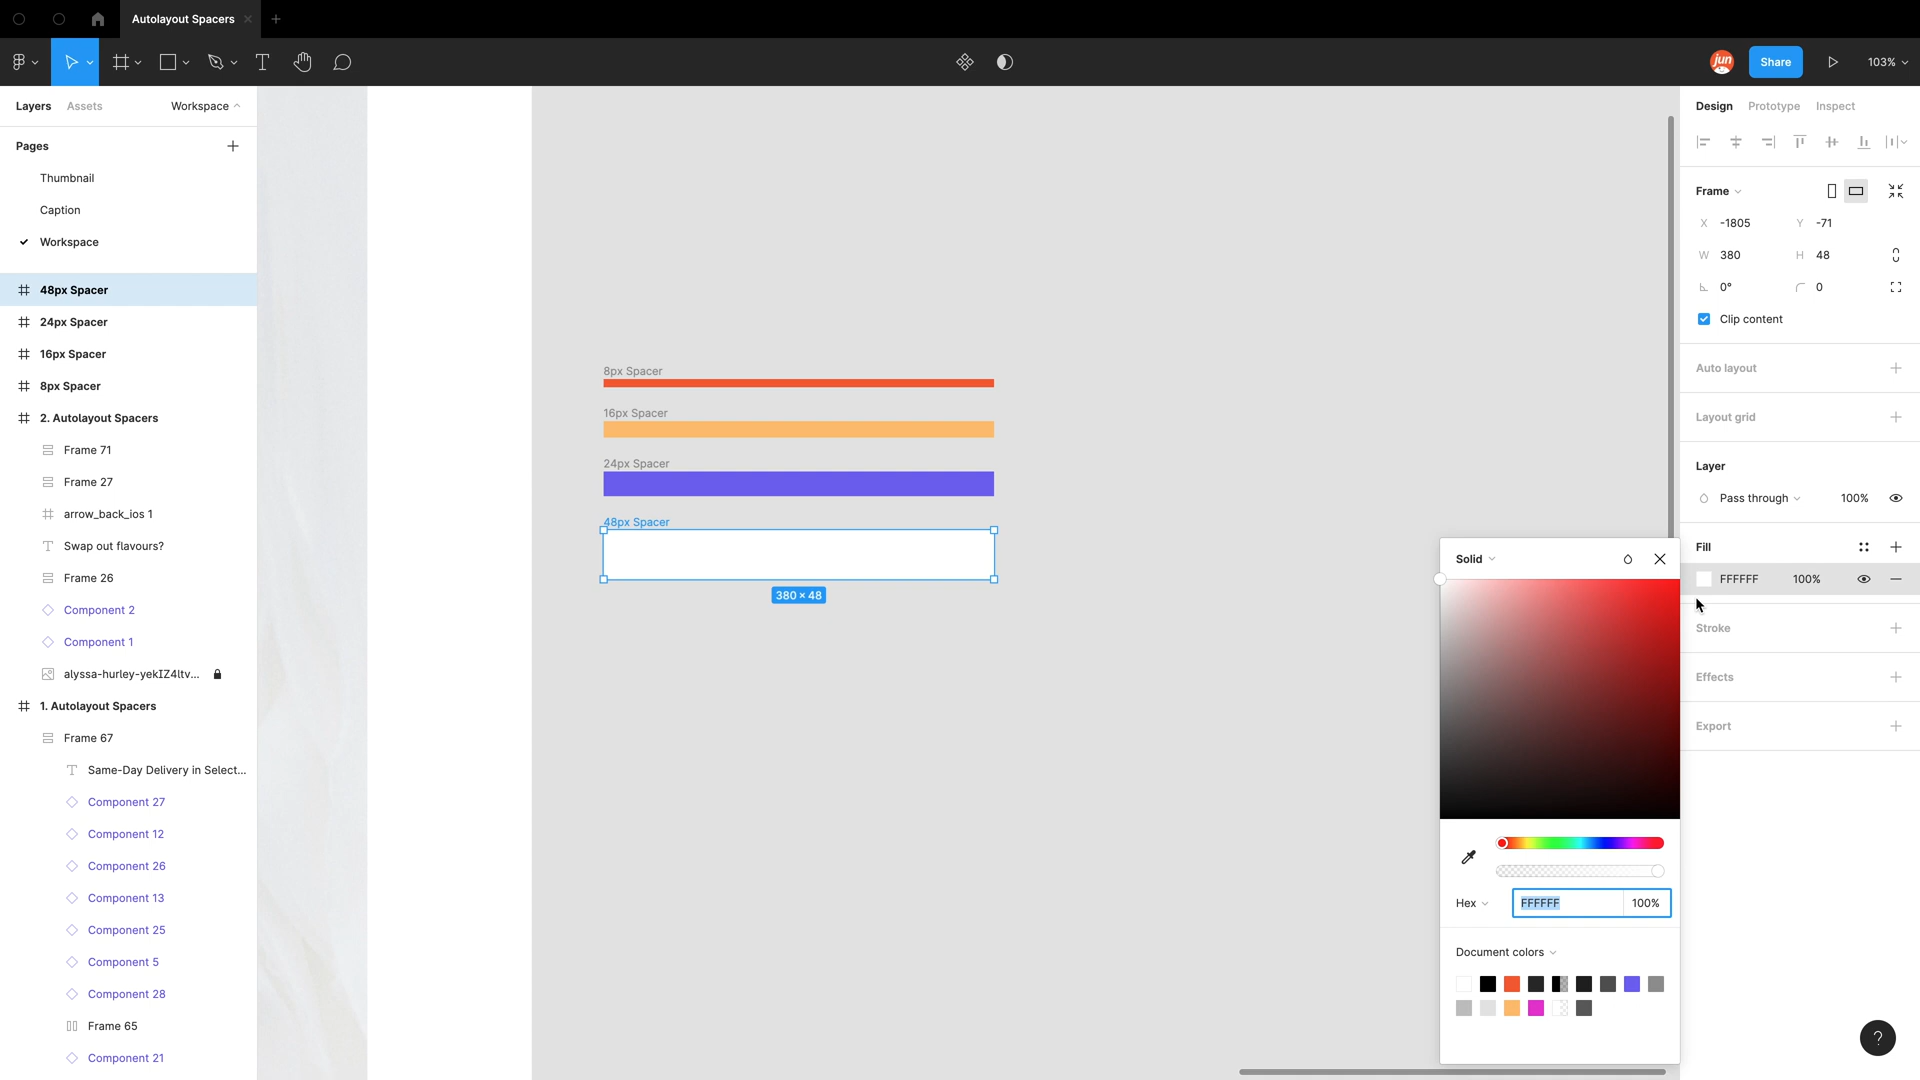 Autolayout Spacers
jun
Share
103%
Layers
Assets
Workspace
Pages
Thumbnail
Caption
Workspace
48px Spacer
24px Spacer
16px Spacer
8px Spacer
2. Autolayout Spacers
Frame 71
Frame 27
arrow_back_ios 1
Swap out flavours?
Frame 26
Component 2
Component 1
alyssa-hurley-yekIZ4ltv...
1. Autolayout Spacers
Frame 67
Same-Day Delivery in Select...
Component 27
Component 12
Component 26
Component 13
Component 25
Component 5
Component 28
Frame 65
Component 21
8px Spacer
16px Spacer
24px Spacer
48px Spacer
380 × 48
Solid
Hex
FFFFFF
100%
Document colors
Design
Prototype
Inspect
Frame
X -1805
Y -71
W 380
H 48
0°
0
Clip content
Auto layout
Layout grid
Layer
Pass through
100%
Fill
FFFFFF
100%
Stroke
Effects
Export
?